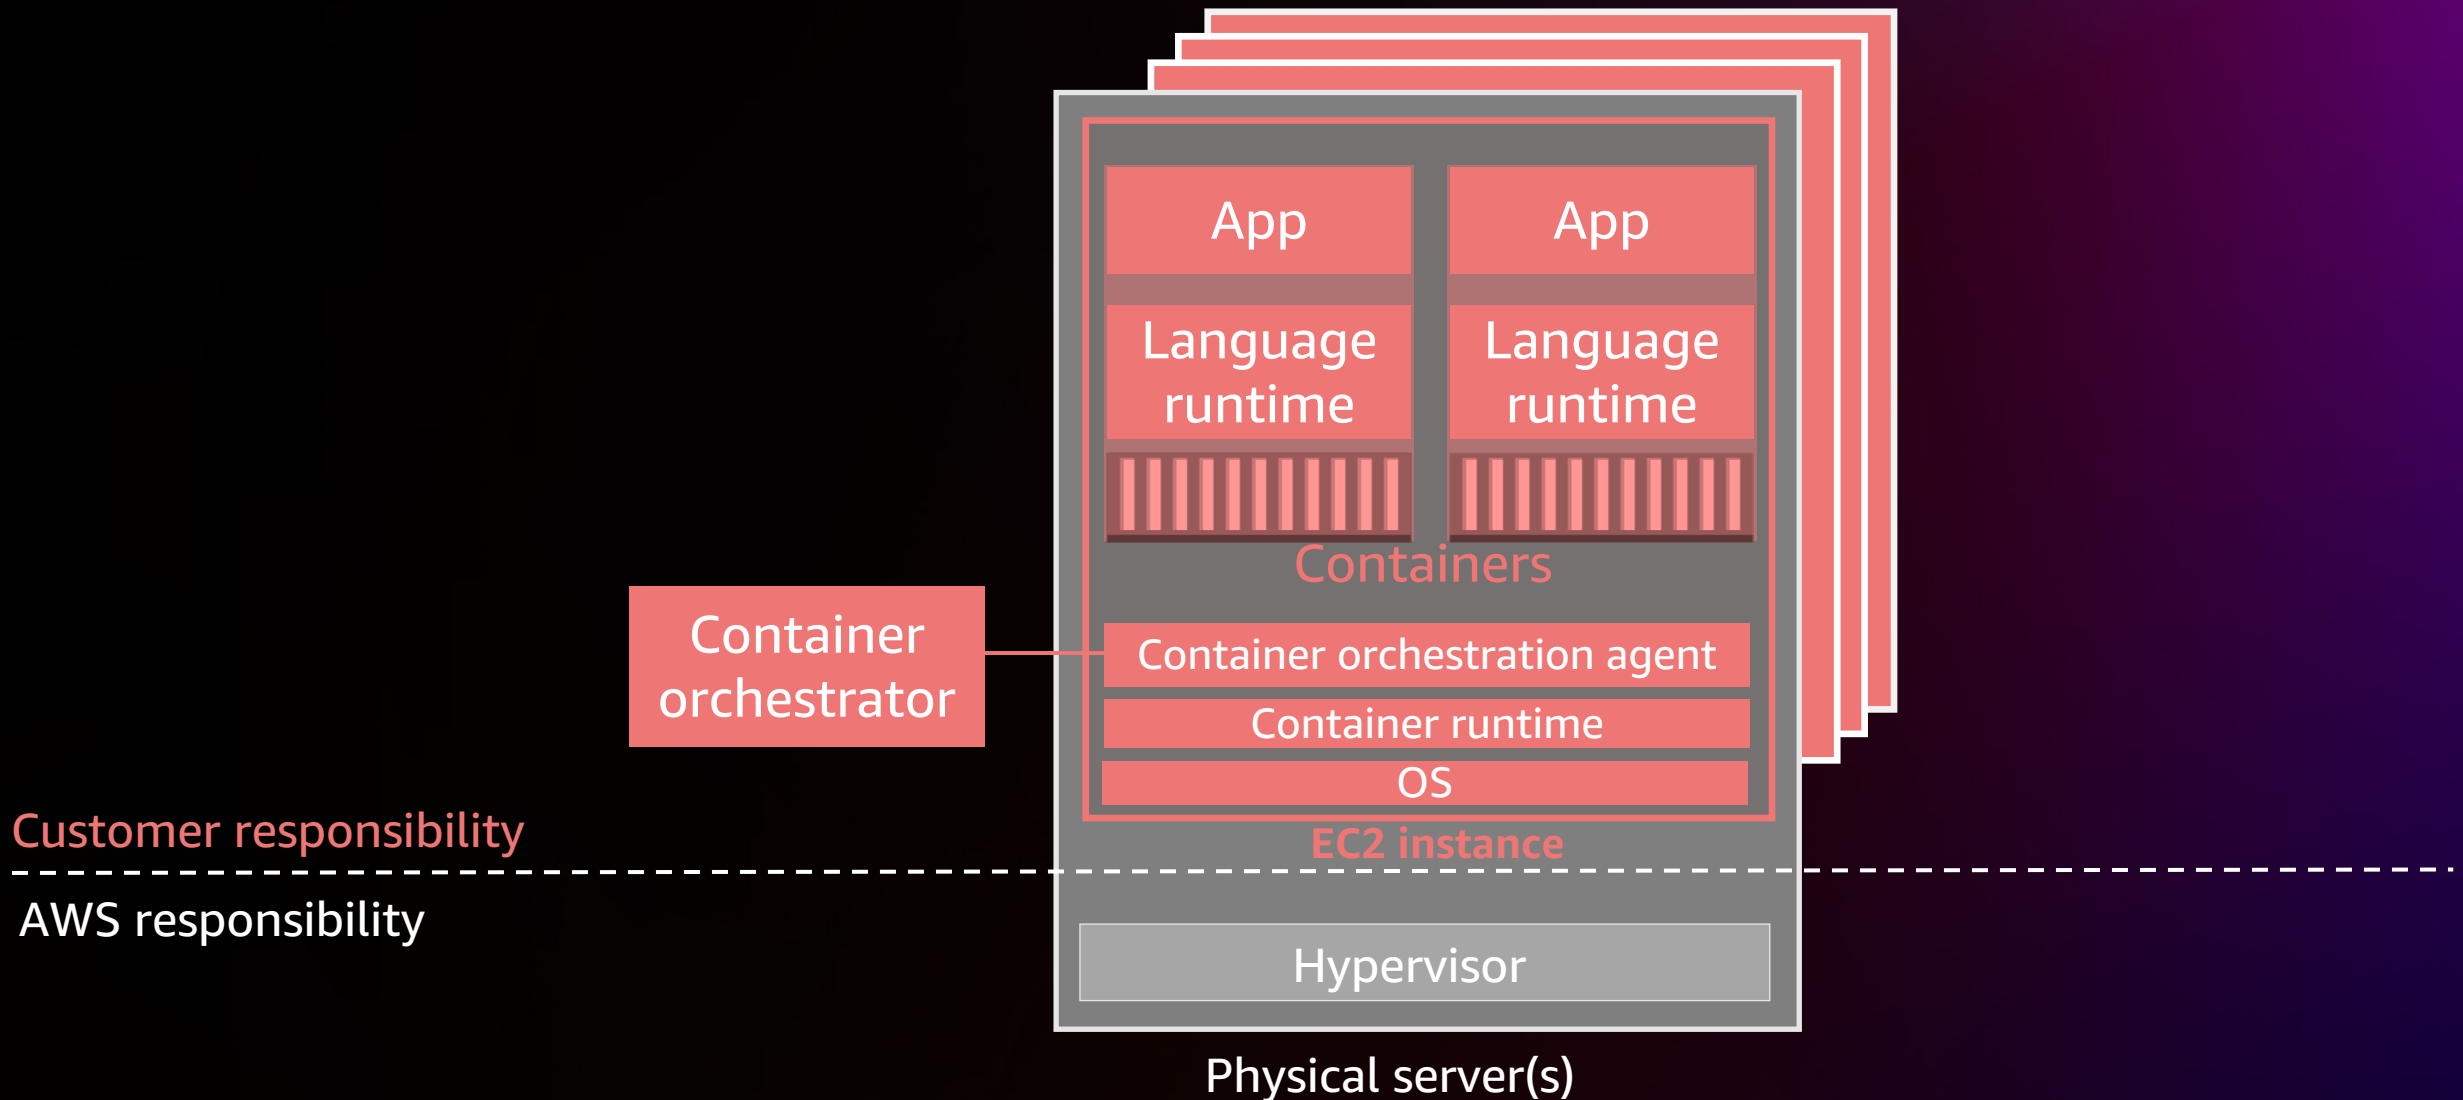 App
App
Language
runtime
Language
runtime
Containers
Container
orchestrator
Container orchestration agent
Container runtime
OS
EC2 instance
Customer responsibility
AWS responsibility
Hypervisor
Physical server(s)